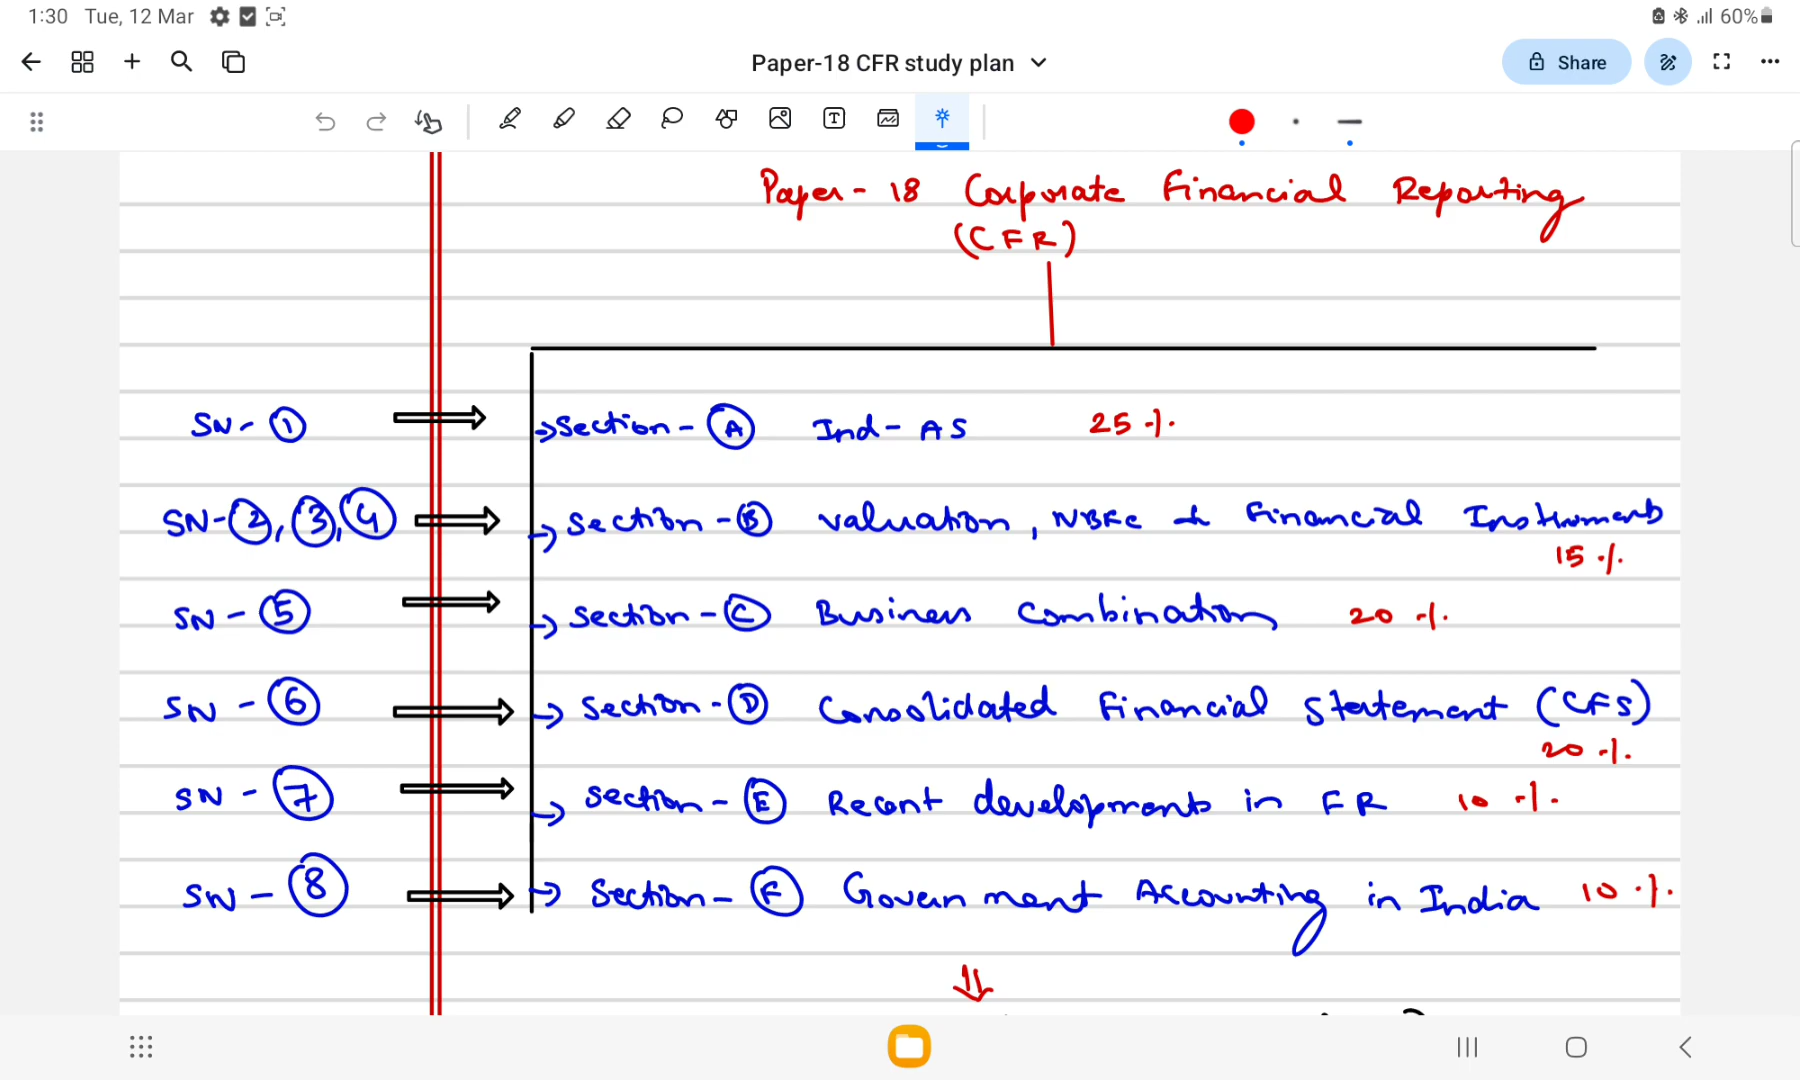 1:30 Tue, 12 Mar 60%
Paper-18 CFR study plan Share
Paper - 18 Corporate Financial Reporting
(CFR)
SN - 1 Section - A Ind - AS 25 %
SN - 2, 3, 4 Section - B Valuation, NBFC & Financial Instruments
15 %
SN - 5 Section - C Business Combination 20 %
SN - 6 Section - D Consolidated Financial Statement (CFS)
20 %
SN - 7 Section - E Recent developments in FR 10 %
SN - 8 Section - F Government Accounting in India 10 %